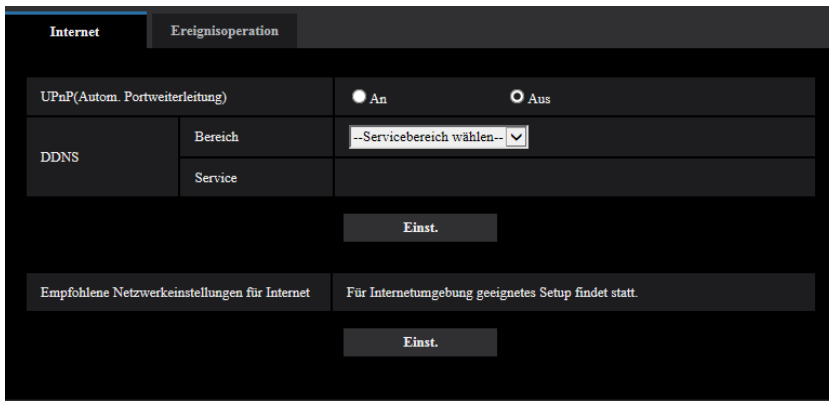 Internet
Ereignisoperation
UPnP(Autom. Portweiterleitung)
An
Aus
DDNS
Bereich
--Servicebereich wählen--
Service
Einst.
Empfohlene Netzwerkeinstellungen für Internet
Für Internetumgebung geeignetes Setup findet statt.
Einst.